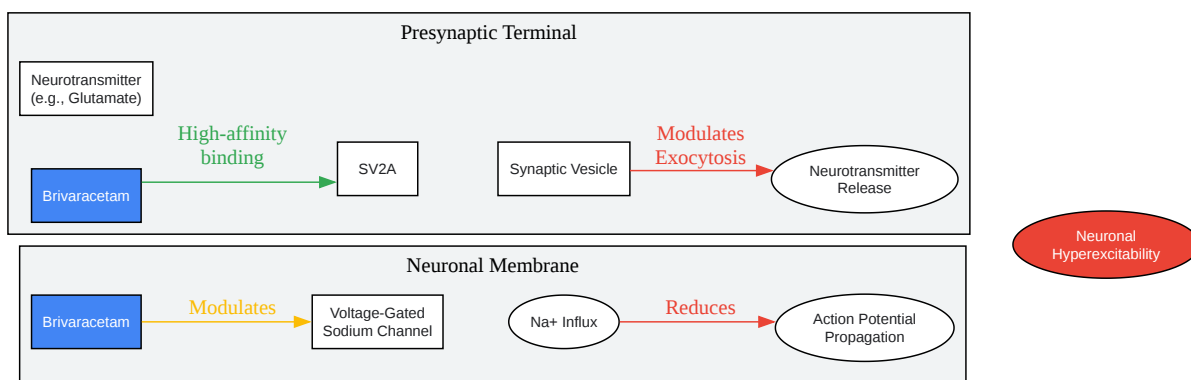 Presynaptic Terminal
Neurotransmitter
(e.g., Glutamate)
High-affinity
binding
Modulates
Exocytosis
Brivaracetam
SV2A
Synaptic Vesicle
Neurotransmitter
Release
Neuronal
Hyperexcitability
Neuronal Membrane
Brivaracetam
Modulates
Voltage-Gated
Sodium Channel
Na+ Influx
Reduces
Action Potential
Propagation